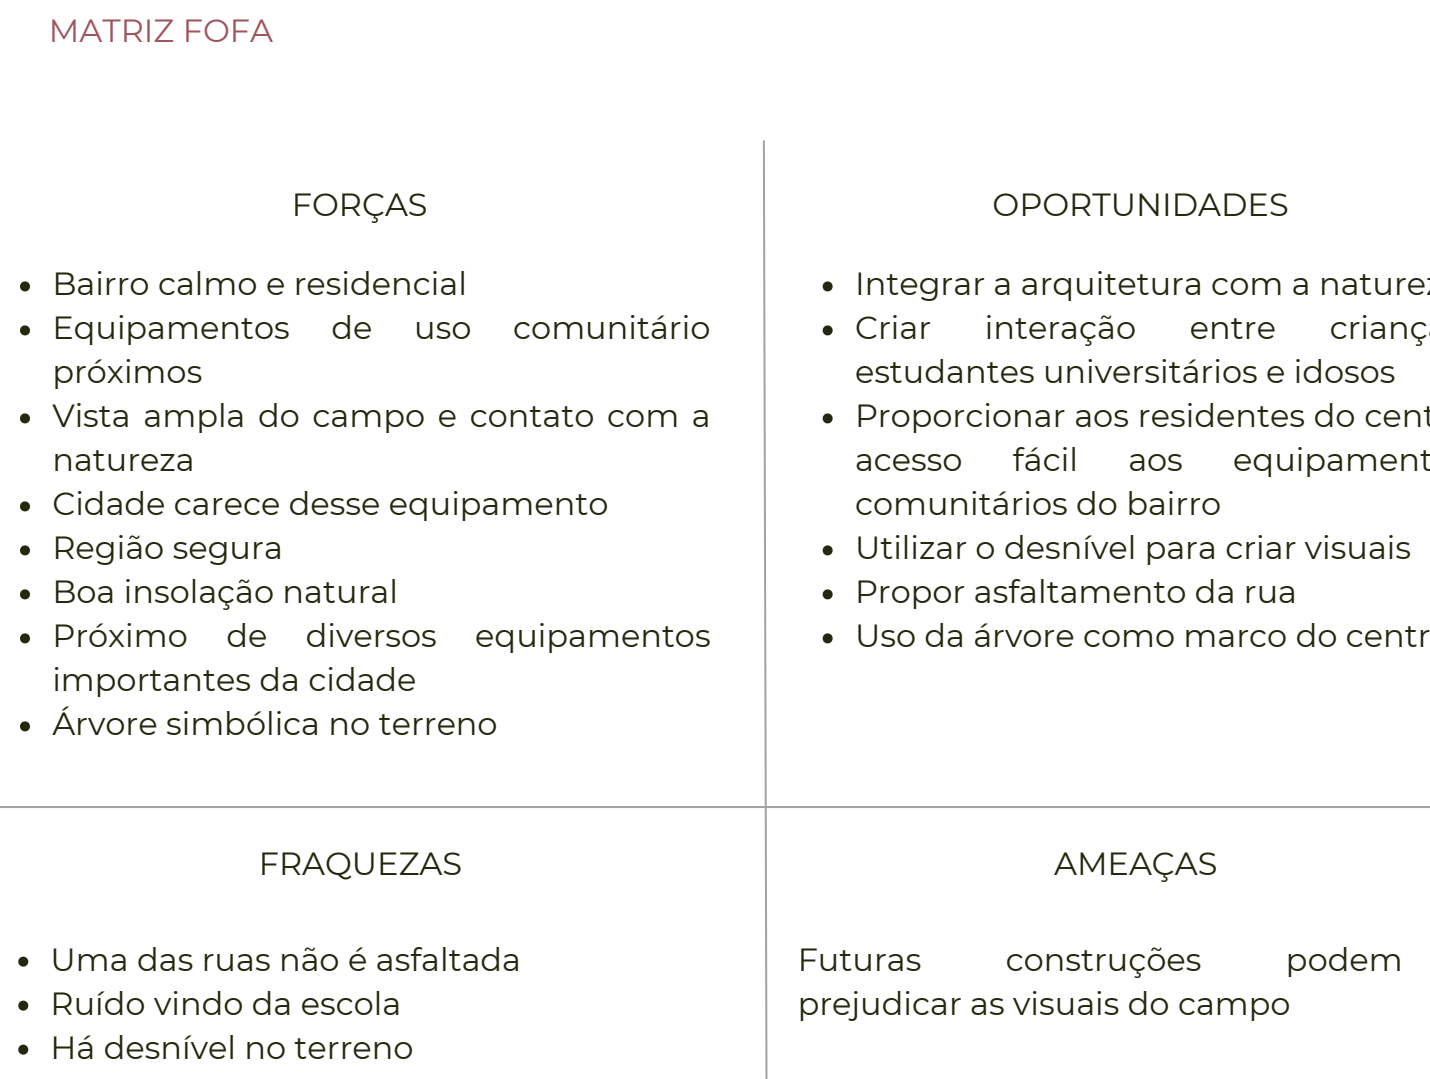 MATRIZ FOFA
FORÇAS
Bairro calmo e residencial
Equipamentos de uso comunitário
próximos
Vista ampla do campo e contato com a
natureza
Cidade carece desse equipamento
Região segura
Boa insolação natural
Próximo de diversos equipamentos
importantes da cidade
Árvore simbólica no terreno
OPORTUNIDADES
Integrar a arquitetura com a
Criar interação entre
estudantes universitários e idosos
Proporcionar aos residentes do
acesso fácil aos
comunitários do bairro
Utilizar o desnível para criar visuais
Propor asfaltamento da rua
Uso da árvore como marco do
FRAQUEZAS
Uma das ruas não é asfaltada
Ruído vindo da escola
Há desnível no terreno
AMEAÇAS
Futuras construções podem
prejudicar as visuais do campo